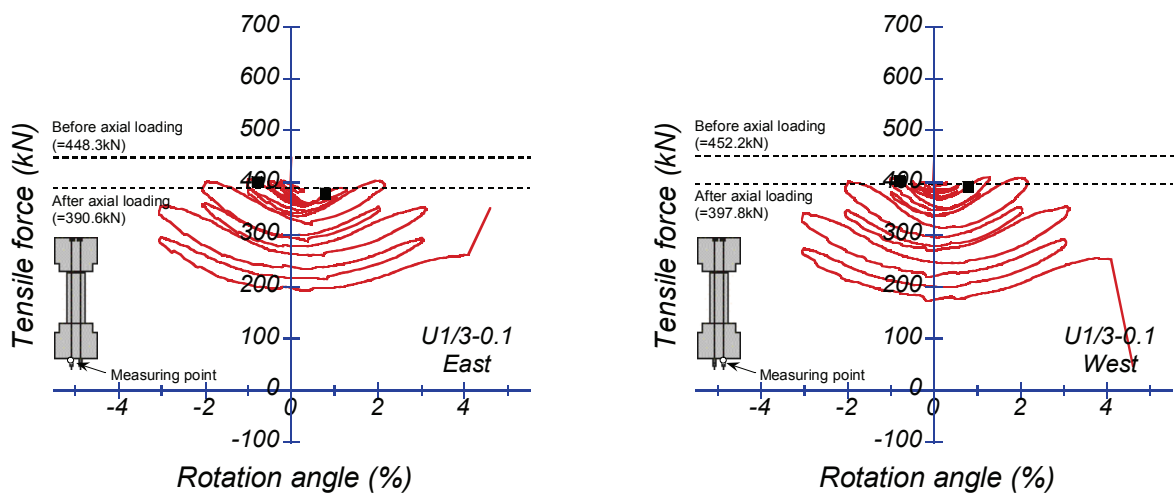 700
600
500
400
300
200
100
0
-100
-4
-2
0
2
4
Tensile force (kN)
Rotation angle (%)
Before axial loading
(=448.3kN)
After axial loading
(=390.6kN)
Measuring point
U1/3-0.1
East
700
600
500
400
300
200
100
0
-100
-4
-2
0
2
4
Tensile force (kN)
Rotation angle (%)
Before axial loading
(=452.2kN)
After axial loading
(=397.8kN)
Measuring point
U1/3-0.1
West